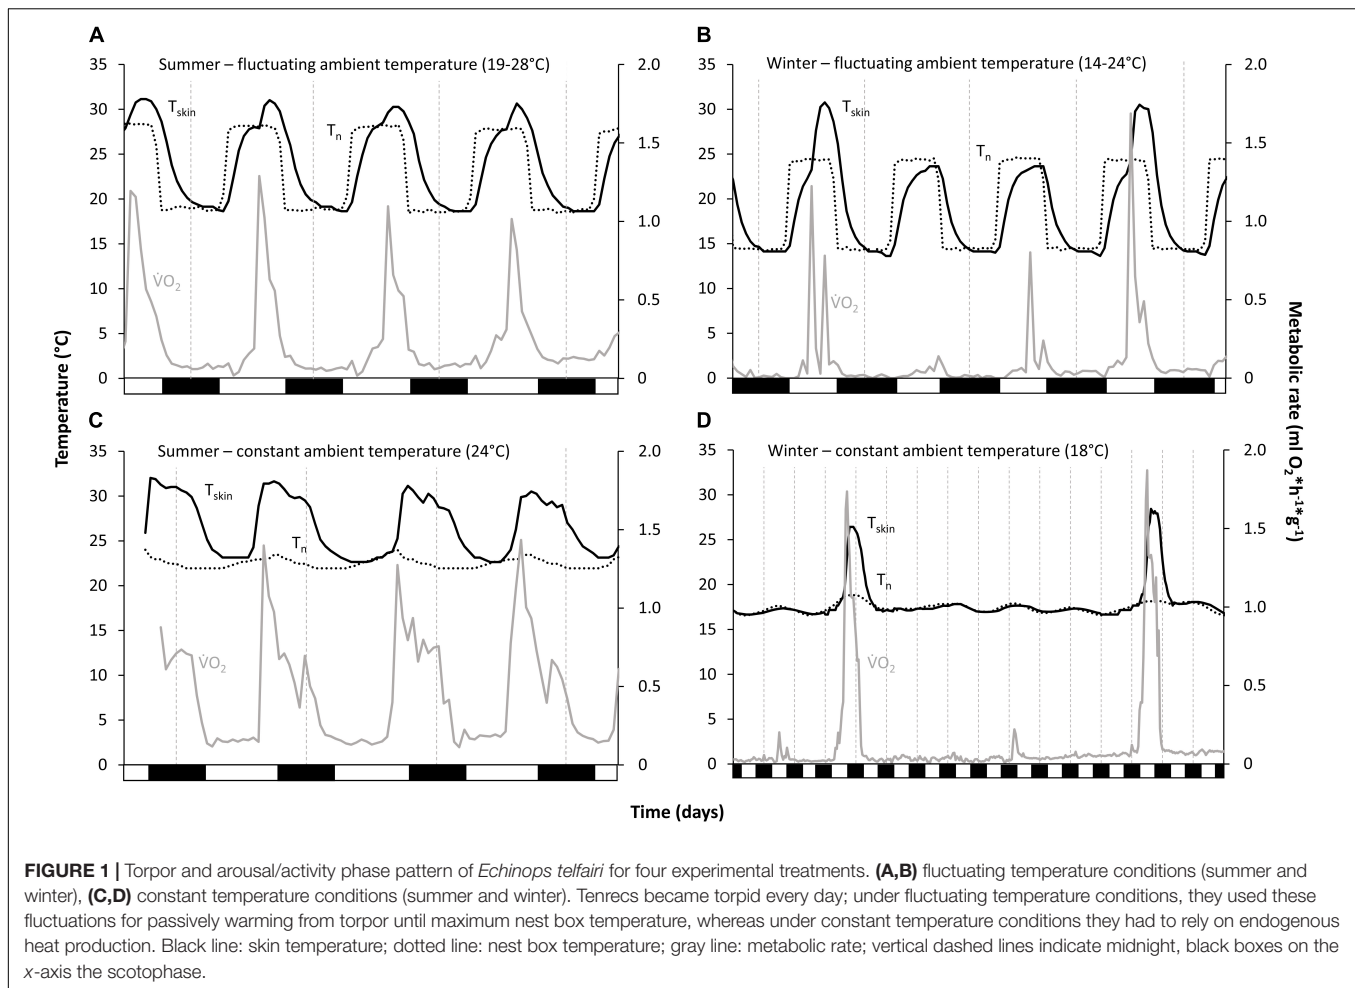 A
Summer – fluctuating ambient temperature (19-28°C)
35
30
25
20
15
10
5
0
2.0
1.5
1.0
0.5
0
Tskin
Tn
V̇O2
B
Winter – fluctuating ambient temperature (14-24°C)
35
30
25
20
15
10
5
0
2.0
1.5
1.0
0.5
0
Tskin
Tn
V̇O2
C
Summer – constant ambient temperature (24°C)
35
30
25
20
15
10
5
0
2.0
1.5
1.0
0.5
0
Tskin
Tn
V̇O2
D
Winter – constant ambient temperature (18°C)
35
30
25
20
15
10
5
0
2.0
1.5
1.0
0.5
0
Tskin
Tn
V̇O2
Temperature (°C)
Metabolic rate (ml O2*h-1*g-1)
Time (days)
FIGURE 1 | Torpor and arousal/activity phase pattern of Echinops telfairi for four experimental treatments. (A,B) fluctuating temperature conditions (summer and
winter), (C,D) constant temperature conditions (summer and winter). Tenrecs became torpid every day; under fluctuating temperature conditions, they used these
fluctuations for passively warming from torpor until maximum nest box temperature, whereas under constant temperature conditions they had to rely on endogenous
heat production. Black line: skin temperature; dotted line: nest box temperature; gray line: metabolic rate; vertical dashed lines indicate midnight, black boxes on the
x-axis the scotophase.